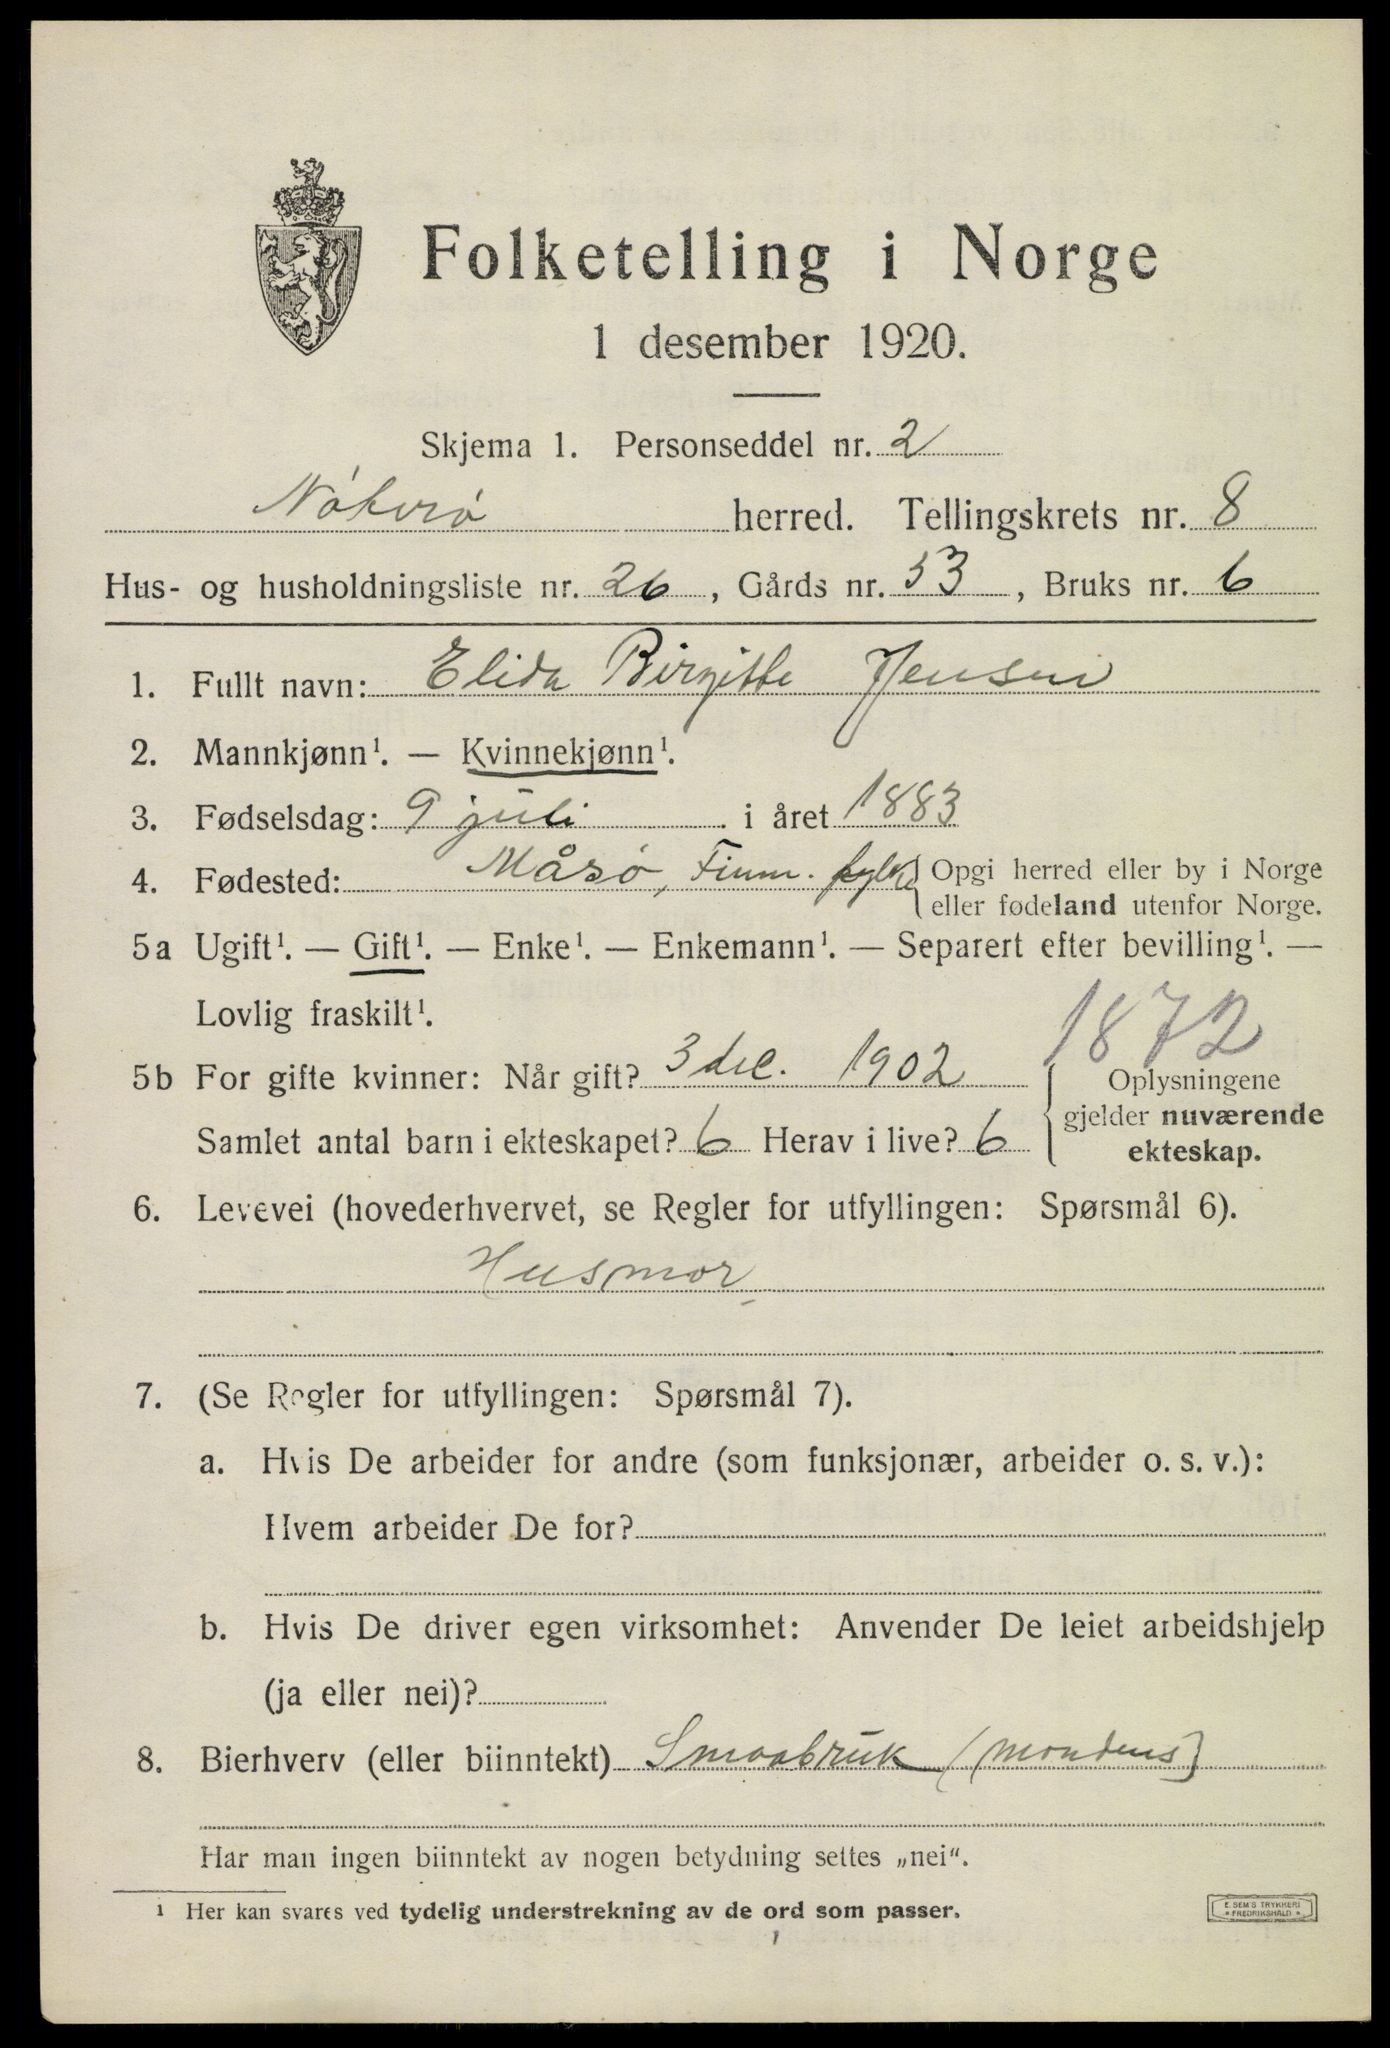 Folketelling i Norge
1 desember 1920.
Skjema 1. Personseddel nr. 2
Nøterø herred. Tellingskrets nr. 8
Hus- og husholdningsliste nr. 26, Gårds nr. 53, Bruks nr. 6
1. Fullt navn: Elida Birgitte Jensen
2. Mannkjønn¹. — Kvinnekjønn¹.
3. Fødselsdag: 9 juli i året 1883
4. Fødested: Måsø, Finm. fylke { Opgi herred eller by i Norge
eller fødeland utenfor Norge.
5a Ugift¹. — Gift¹. — Enke¹. — Enkemann¹. — Separert efter bevilling¹. —
Lovlig fraskilt¹.
1872
5b For gifte kvinner: Når gift? 3 dec. 1902
Samlet antal barn i ekteskapet? 6 Herav i live? 6
{ Oplysningene
gjelder nuværende
ekteskap.
6. Levevei (hovederhvervet, se Regler for utfyllingen: Spørsmål 6).
Husmor
7. (Se Regler for utfyllingen: Spørsmål 7).
a. Hvis De arbeider for andre (som funksjonær, arbeider o. s. v.):
Hvem arbeider De for?
b. Hvis De driver egen virksomhet: Anvender De leiet arbeidshjelp
(ja eller nei)?
8. Bierhverv (eller biinntekt) Smaabruk (mandens)
Har man ingen biinntekt av nogen betydning settes „nei“.
1 Her kan svares ved tydelig understrekning av de ord som passer.
E. SEM'S TRYKKERI
* FREDRIKSHALD *